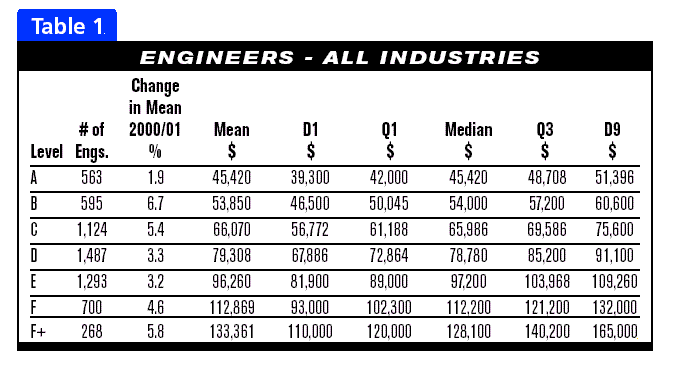 Table 1
ENGINEERS - ALL INDUSTRIES
Change
in Mean
# of 2000/01 Mean D1 Q1 Median Q3 D9
Level Engs. % $ $ $ $ $ $
A 563 1.9 45,420 39,300 42,000 45,420 48,708 51,396
B 595 6.7 53,850 46,500 50,045 54,000 57,200 60,600
C 1,124 5.4 66,070 56,772 61,188 65,986 69,586 75,600
D 1,487 3.3 79,308 67,886 72,864 78,780 85,200 91,100
E 1,293 3.2 96,260 81,900 89,000 97,200 103,968 109,260
F 700 4.6 112,869 93,000 102,300 112,200 121,200 132,000
F+ 268 5.8 133,361 110,000 120,000 128,100 140,200 165,000